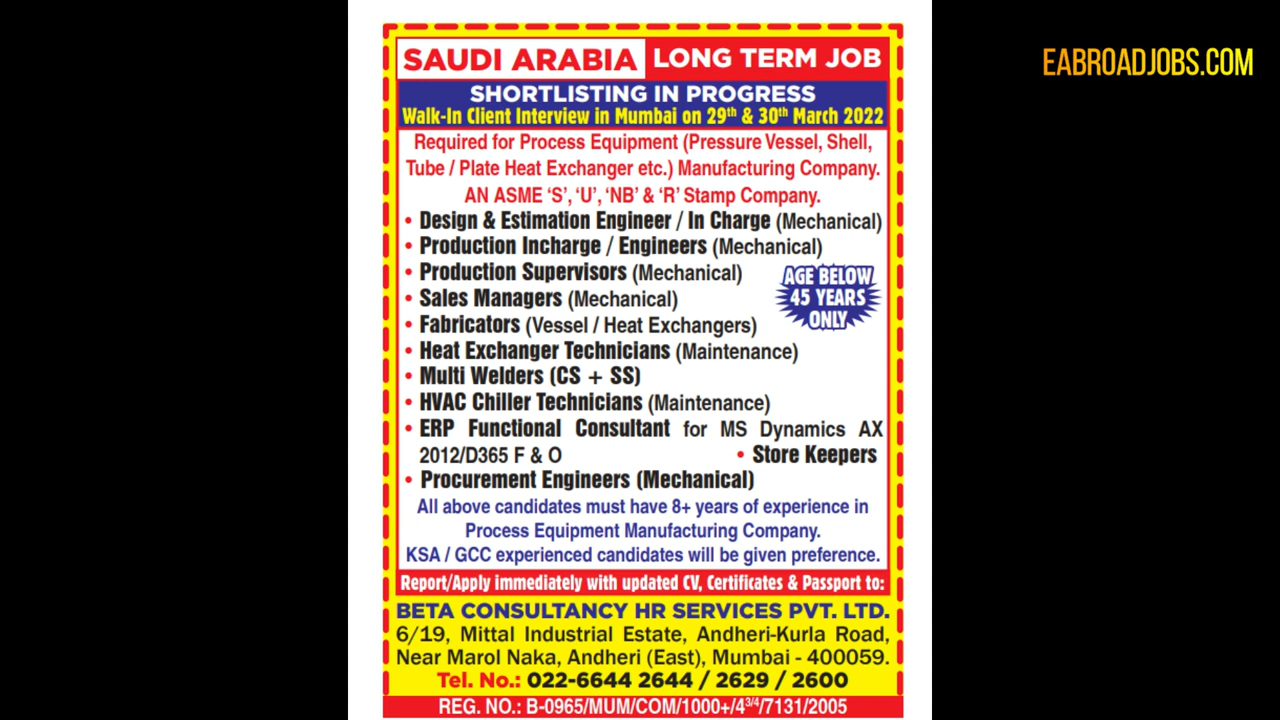 SAUDI ARABIA LONG TERM JOB
EABROADJOBS.COM
SHORTLISTING IN PROGRESS
Walk-In Client Interview in Mumbai on 29th & 30th March 2022
Required for Process Equipment (Pressure Vessel, Shell,
Tube / Plate Heat Exchanger etc.) Manufacturing Company.
AN ASME ‘S’, ‘U’, ‘NB’ & ‘R’ Stamp Company.
• Design & Estimation Engineer / In Charge (Mechanical)
• Production Incharge / Engineers (Mechanical)
• Production Supervisors (Mechanical)
• Sales Managers (Mechanical)
AGE BELOW
45 YEARS
ONLY
• Fabricators (Vessel / Heat Exchangers)
• Heat Exchanger Technicians (Maintenance)
• Multi Welders (CS + SS)
• HVAC Chiller Technicians (Maintenance)
• ERP Functional Consultant for MS Dynamics AX
2012/D365 F & O • Store Keepers
• Procurement Engineers (Mechanical)
All above candidates must have 8+ years of experience in
Process Equipment Manufacturing Company.
KSA / GCC experienced candidates will be given preference.
Report/Apply immediately with updated CV, Certificates & Passport to:
BETA CONSULTANCY HR SERVICES PVT. LTD.
6/19, Mittal Industrial Estate, Andheri-Kurla Road,
Near Marol Naka, Andheri (East), Mumbai - 400059.
Tel. No.: 022-6644 2644 / 2629 / 2600
REG. NO.: B-0965/MUM/COM/1000+/4³/⁴/7131/2005